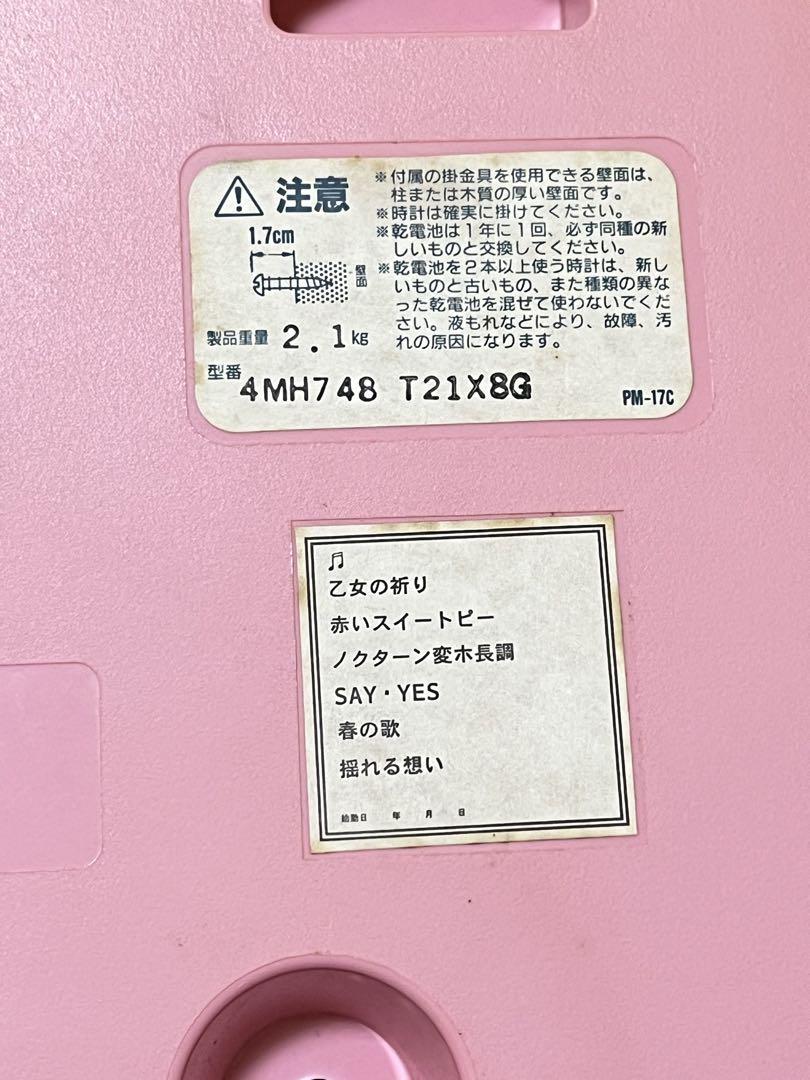 注意
1.7cm
壁面
製品重量 2.1kg
型番 4MH748 T21X8G
※付属の掛金具を使用できる壁面は、
柱または木質の厚い壁面です。
※時計は確実に掛けてください。
※乾電池は1年に1回、必ず同種の新
しいものと交換してください。
※乾電池を2本以上使う時計は、新し
いものと古いもの、また種類の異な
った乾電池を混ぜて使わないでくだ
さい。液もれなどにより、故障、汚
れの原因になります。
PM-17C
♫
乙女の祈り
赤いスイートピー
ノクターン変ホ長調
SAY・YES
春の歌
揺れる想い
始動日 年 月 日